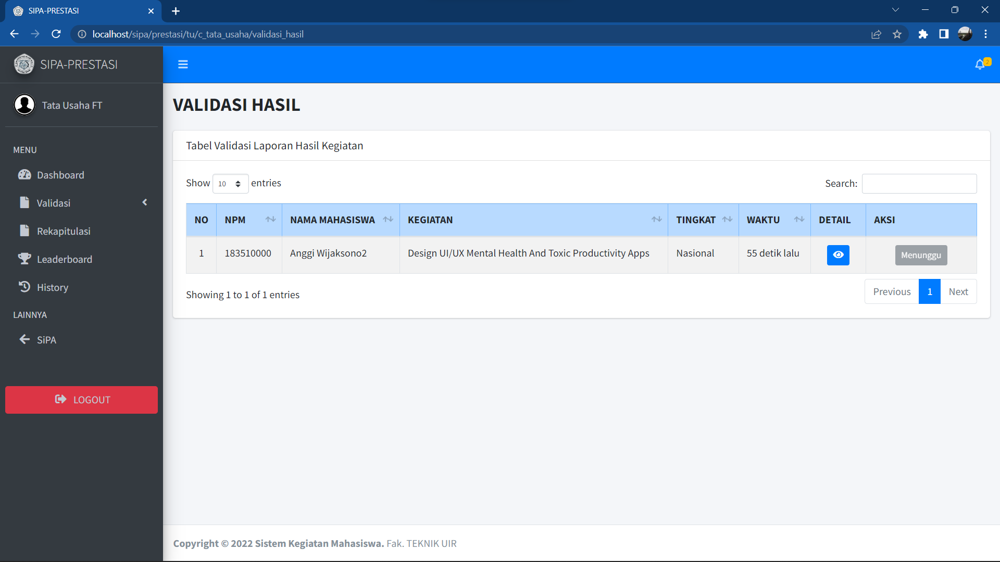 SIPA-PRESTASI
localhost/sipa/prestasi/tu/c_tata_usaha/validasi_hasil
SIPA-PRESTASI
2
Tata Usaha FT
MENU
Dashboard
Validasi
Rekapitulasi
Leaderboard
History
LAINNYA
SiPA
LOGOUT
VALIDASI HASIL
Tabel Validasi Laporan Hasil Kegiatan
Show 10 entries
Search:
NO NPM NAMA MAHASISWA KEGIATAN TINGKAT WAKTU DETAIL AKSI
1 183510000 Anggi Wijaksono2 Design UI/UX Mental Health And Toxic Productivity Apps Nasional 55 detik lalu Menunggu
Showing 1 to 1 of 1 entries
Previous 1 Next
Copyright © 2022 Sistem Kegiatan Mahasiswa. Fak. TEKNIK UIR